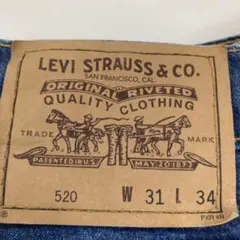 LEVI STRAUSS & CO.
SAN FRANCISCO, CAL.
ORIGINAL RIVETED
QUALITY CLOTHING
TRADE MARK
PATENTED IN U.S. MAY 20 1873
520 W 31 L 34
®